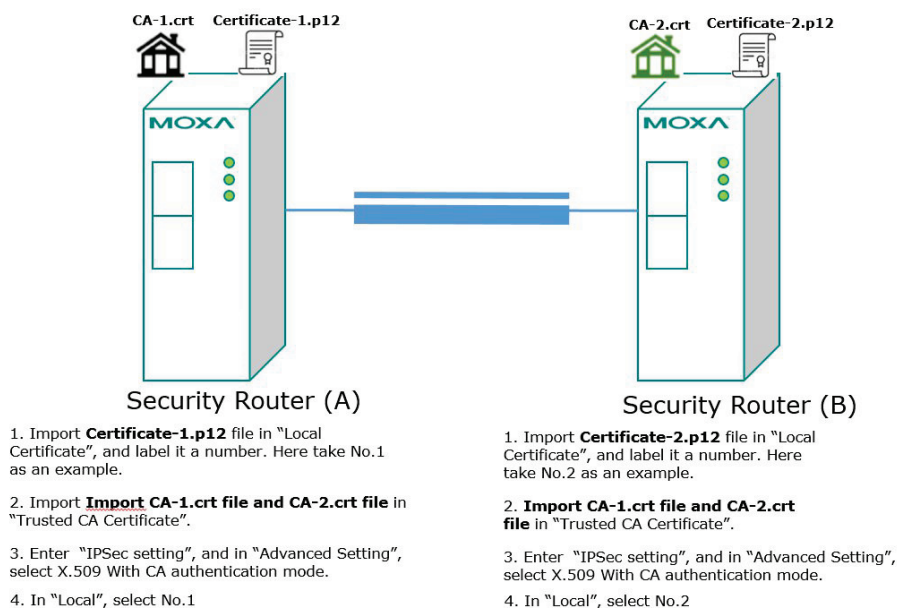 CA-1.crt Certificate-1.p12
MOXA
Security Router (A)
1. Import Certificate-1.p12 file in “Local
Certificate”, and label it a number. Here take No.1
as an example.
2. Import Import CA-1.crt file and CA-2.crt file in
“Trusted CA Certificate”.
3. Enter “IPSec setting”, and in “Advanced Setting”,
select X.509 With CA authentication mode.
4. In “Local”, select No.1
CA-2.crt Certificate-2.p12
MOXA
Security Router (B)
1. Import Certificate-2.p12 file in “Local
Certificate”, and label it a number. Here
take No.2 as an example.
2. Import CA-1.crt file and CA-2.crt
file in “Trusted CA Certificate”.
3. Enter “IPSec setting”, and in “Advanced Setting”,
select X.509 With CA authentication mode.
4. In “Local”, select No.2